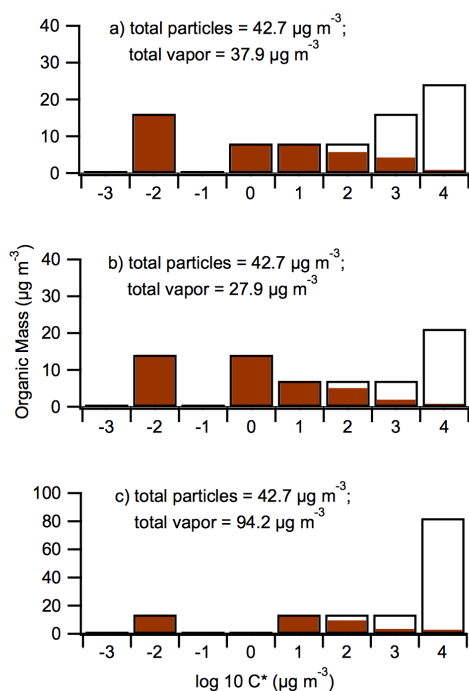 40
30
20
10
0
a) total particles = 42.7 µg m⁻³;
total vapor = 37.9 µg m⁻³
-3 -2 -1 0 1 2 3 4
Organic Mass (µg m⁻³)
40
30
20
10
0
b) total particles = 42.7 µg m⁻³;
total vapor = 27.9 µg m⁻³
-3 -2 -1 0 1 2 3 4
100
80
60
40
20
0
c) total particles = 42.7 µg m⁻³;
total vapor = 94.2 µg m⁻³
-3 -2 -1 0 1 2 3 4
log 10 C* (µg m⁻³)